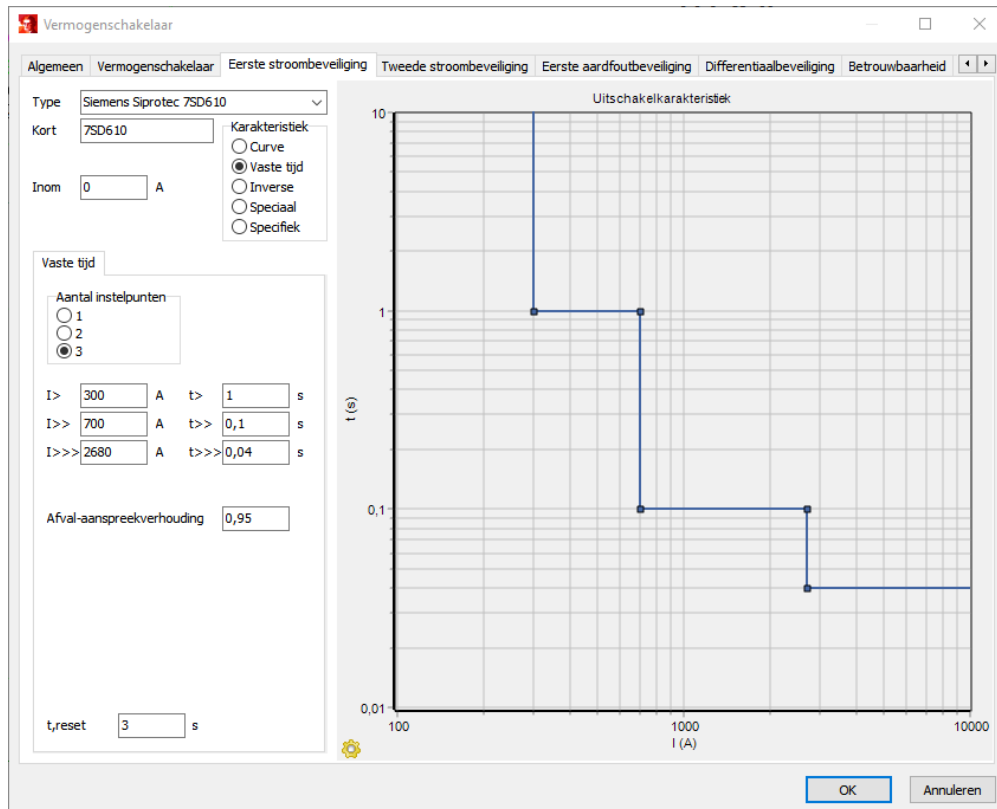 Vermogenschakelaar
Algemeen Vermogenschakelaar Eerste stroombeveiliging Tweede stroombeveiliging Eerste aardfoutbeveiliging Differentiaalbeveiliging Betrouwbaarheid
Type Siemens Siprotec 7SD610
Kort 7SD610
Karakteristiek
Curve
Vaste tijd
Inverse
Speciaal
Specifiek
Inom 0 A
Vaste tijd
Aantal instelpunten
1
2
3
I> 300 A t> 1 s
I>> 700 A t>> 0,1 s
I>>> 2680 A t>>> 0,04 s
Afval-aanspreekverhouding 0,95
t,reset 3 s
Uitschakelkarakteristiek
10
1
0,1
0,01
t (s)
100 1000 10000
I (A)
OK Annuleren